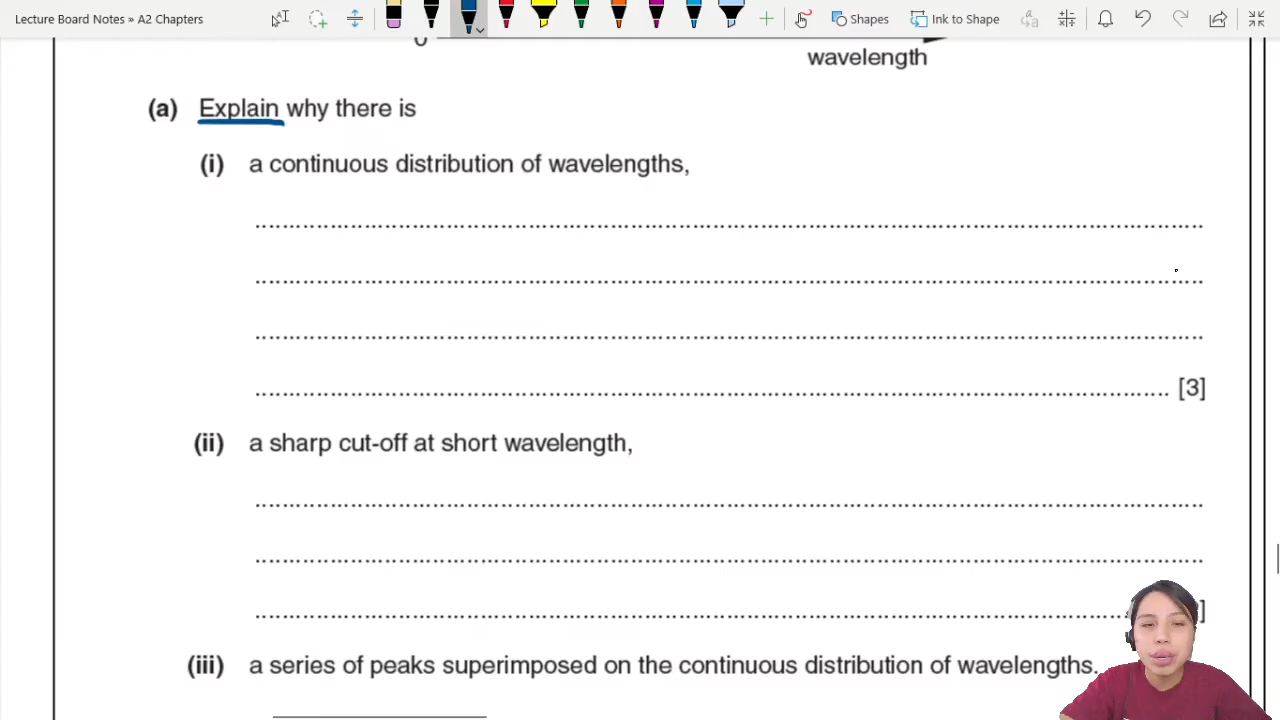 Lecture Board Notes » A2 Chapters
Shapes
Ink to Shape
0
wavelength
(a) Explain why there is
(i) a continuous distribution of wavelengths,
[3]
(ii) a sharp cut-off at short wavelength,
]
(iii) a series of peaks superimposed on the continuous distribution of wavelengths.